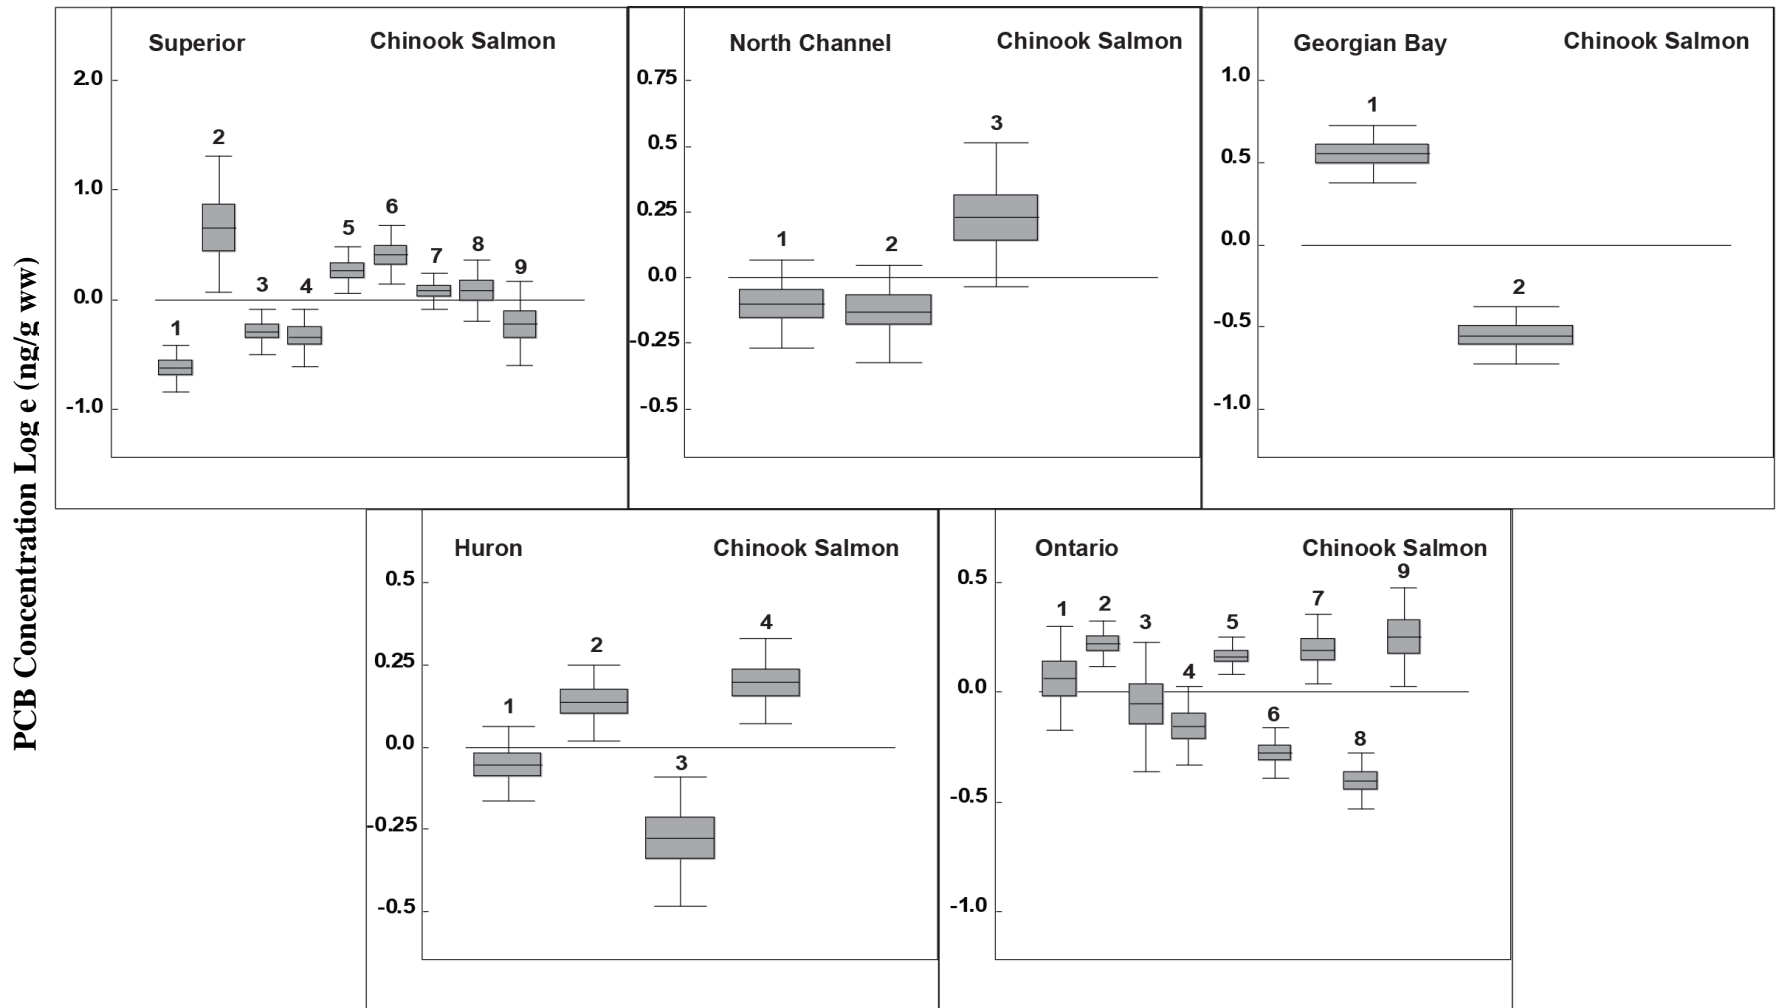 PCB Concentration Log e (ng/g ww)
Superior Chinook Salmon
2.0
1.0
0.0
-1.0
1 2 3 4 5 6 7 8 9
North Channel Chinook Salmon
0.75
0.5
0.25
0.0
-0.25
-0.5
1 2 3
Georgian Bay Chinook Salmon
1.0
0.5
0.0
-0.5
-1.0
1 2
Huron Chinook Salmon
0.5
0.25
0.0
-0.25
-0.5
1 2 3 4
Ontario Chinook Salmon
0.5
0.0
-0.5
-1.0
1 2 3 4 5 6 7 8 9